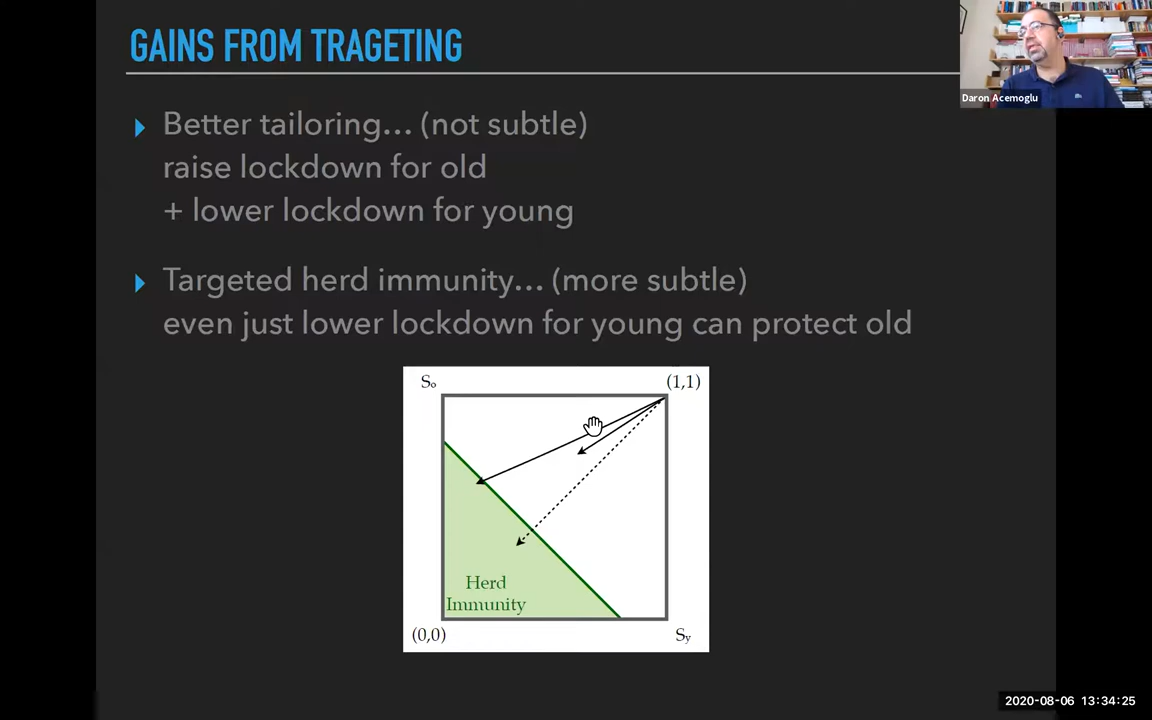 GAINS FROM TRAGETING
Daron Acemoglu
Better tailoring... (not subtle)
raise lockdown for old
+ lower lockdown for young
Targeted herd immunity... (more subtle)
even just lower lockdown for young can protect old
So
(1,1)
Herd
Immunity
(0,0)
Sy
2020-08-06 13:34:25